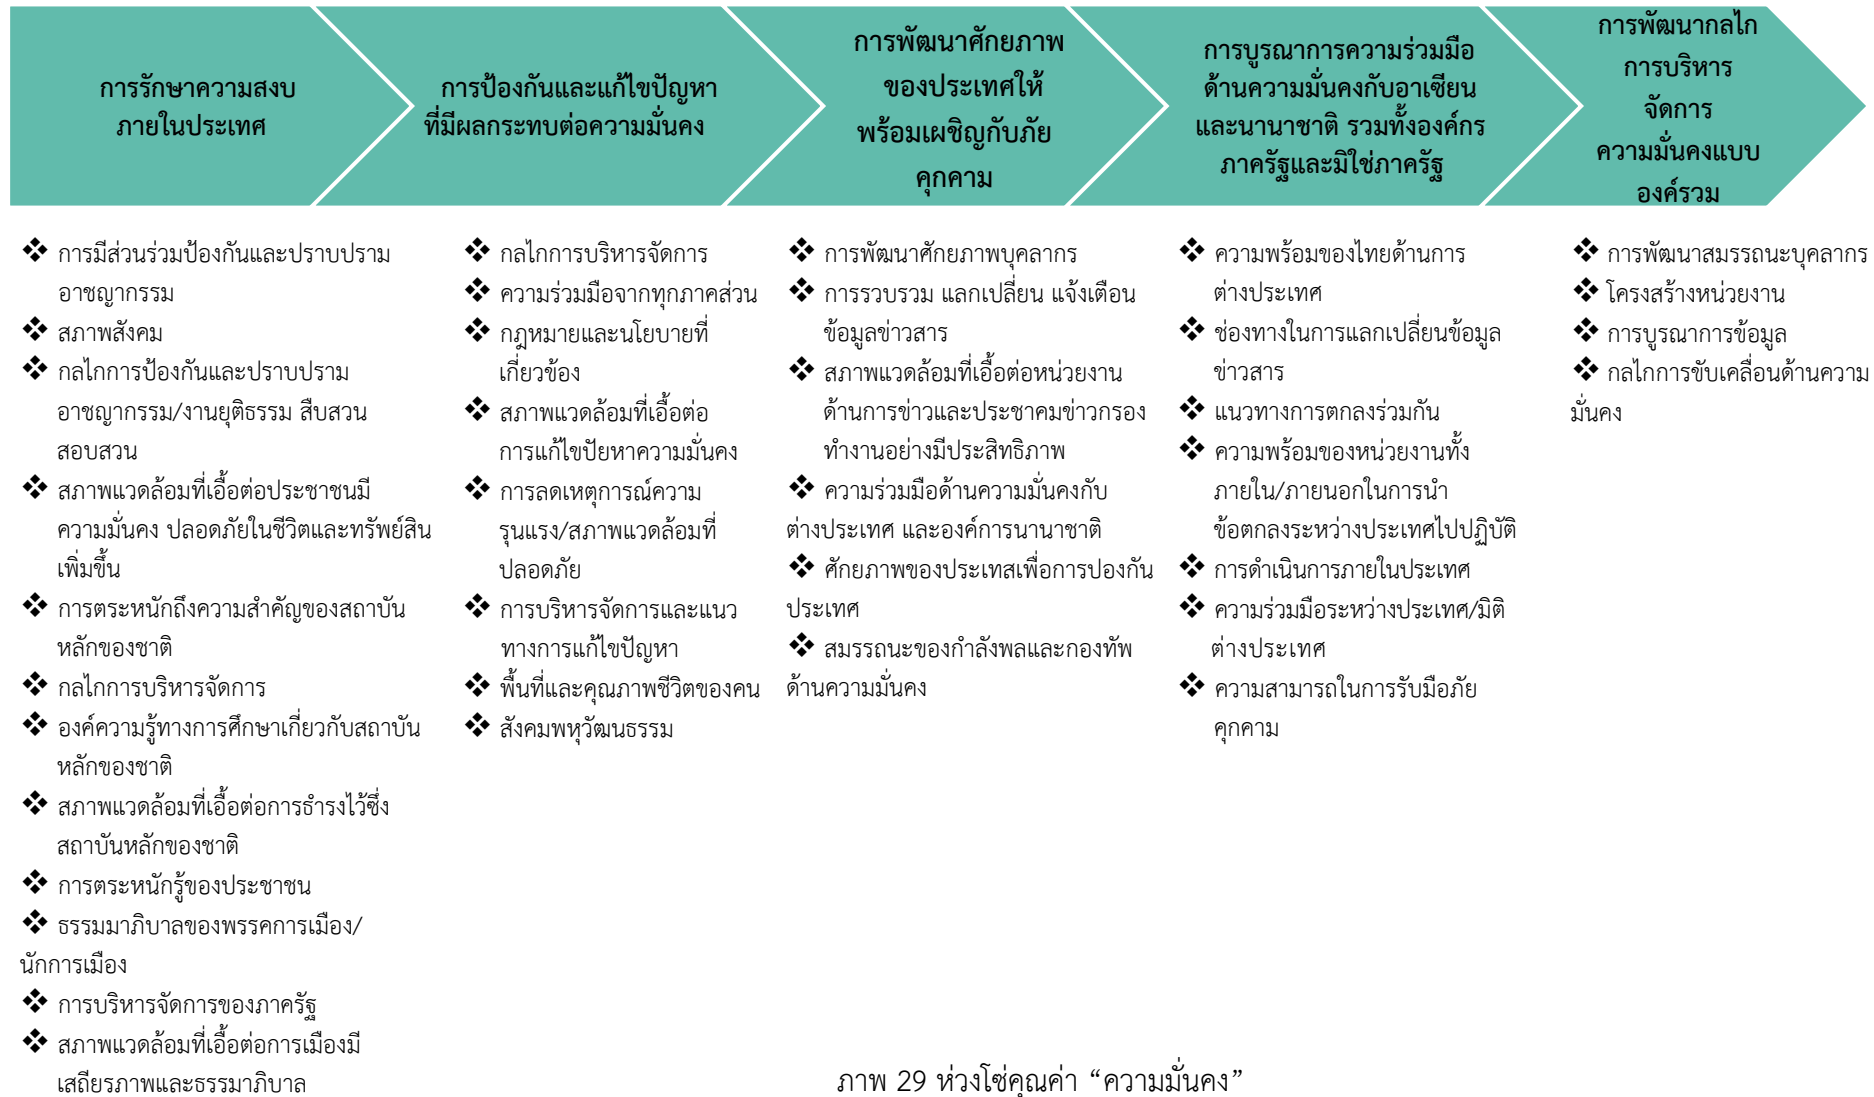 การรักษาความสงบ
ภายในประเทศ
การป้องกันและแก้ไขปัญหา
ที่มีผลกระทบต่อความมั่นคง
การพัฒนาศักยภาพ
ของประเทศให้
พร้อมเผชิญกับภัย
คุกคาม
การบูรณาการความร่วมมือ
ด้านความมั่นคงกับอาเซียน
และนานาชาติ รวมทั้งองค์กร
ภาครัฐและมิใช่ภาครัฐ
การพัฒนากลไก
การบริหาร
จัดการ
ความมั่นคงแบบ
องค์รวม
❖ การมีส่วนร่วมป้องกันและปราบปราม
อาชญากรรม
❖ สภาพสังคม
❖ กลไกการป้องกันและปราบปราม
อาชญากรรม/งานยุติธรรม สืบสวน
สอบสวน
❖ สภาพแวดล้อมที่เอื้อต่อประชาชนมี
ความมั่นคง ปลอดภัยในชีวิตและทรัพย์สิน
เพิ่มขึ้น
❖ การตระหนักถึงความสำคัญของสถาบัน
หลักของชาติ
❖ กลไกการบริหารจัดการ
❖ องค์ความรู้ทางการศึกษาเกี่ยวกับสถาบัน
หลักของชาติ
❖ สภาพแวดล้อมที่เอื้อต่อการธำรงไว้ซึ่ง
สถาบันหลักของชาติ
❖ การตระหนักรู้ของประชาชน
❖ ธรรมมาภิบาลของพรรคการเมือง/
นักการเมือง
❖ การบริหารจัดการของภาครัฐ
❖ สภาพแวดล้อมที่เอื้อต่อการเมืองมี
เสถียรภาพและธรรมาภิบาล
❖ กลไกการบริหารจัดการ
❖ ความร่วมมือจากทุกภาคส่วน
❖ กฎหมายและนโยบายที่
เกี่ยวข้อง
❖ สภาพแวดล้อมที่เอื้อต่อ
การแก้ไขปัยหาความมั่นคง
❖ การลดเหตุการณ์ความ
รุนแรง/สภาพแวดล้อมที่
ปลอดภัย
❖ การบริหารจัดการและแนว
ทางการแก้ไขปัญหา
❖ พื้นที่และคุณภาพชีวิตของคน
❖ สังคมพหุวัฒนธรรม
❖ การพัฒนาศักยภาพบุคลากร
❖ การรวบรวม แลกเปลี่ยน แจ้งเตือน
ข้อมูลข่าวสาร
❖ สภาพแวดล้อมที่เอื้อต่อหน่วยงาน
ด้านการข่าวและประชาคมข่าวกรอง
ทำงานอย่างมีประสิทธิภาพ
❖ ความร่วมมือด้านความมั่นคงกับ
ต่างประเทศ และองค์การนานาชาติ
❖ ศักยภาพของประเทสเพื่อการปองกัน
ประเทศ
❖ สมรรถนะของกำลังพลและกองทัพ
ด้านความมั่นคง
❖ ความพร้อมของไทยด้านการ
ต่างประเทศ
❖ ช่องทางในการแลกเปลี่ยนข้อมูล
ข่าวสาร
❖ แนวทางการตกลงร่วมกัน
❖ ความพร้อมของหน่วยงานทั้ง
ภายใน/ภายนอกในการนำ
ข้อตกลงระหว่างประเทศไปปฏิบัติ
❖ การดำเนินการภายในประเทศ
❖ ความร่วมมือระหว่างประเทศ/มิติ
ต่างประเทศ
❖ ความสามารถในการรับมือภัย
คุกคาม
❖ การพัฒนาสมรรถนะบุคลากร
❖ โครงสร้างหน่วยงาน
❖ การบูรณาการข้อมูล
❖ กลไกการขับเคลื่อนด้านความ
มั่นคง
ภาพ 29 ห่วงโซ่คุณค่า “ความมั่นคง”